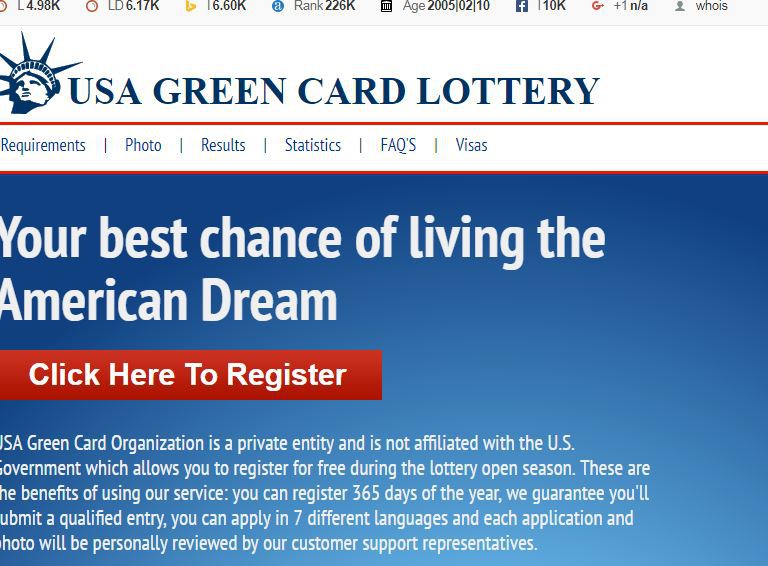 L 4.98K LD 6.17K I 6.60K Rank 226K Age 2005|02|10 I 10K +1 n/a whois
USA GREEN CARD LOTTERY
Requirements | Photo | Results | Statistics | FAQ'S | Visas
Your best chance of living the
American Dream
Click Here To Register
USA Green Card Organization is a private entity and is not affiliated with the U.S.
Government which allows you to register for free during the lottery open season. These are
the benefits of using our service: you can register 365 days of the year, we guarantee you'll
submit a qualified entry, you can apply in 7 different languages and each application and
photo will be personally reviewed by our customer support representatives.